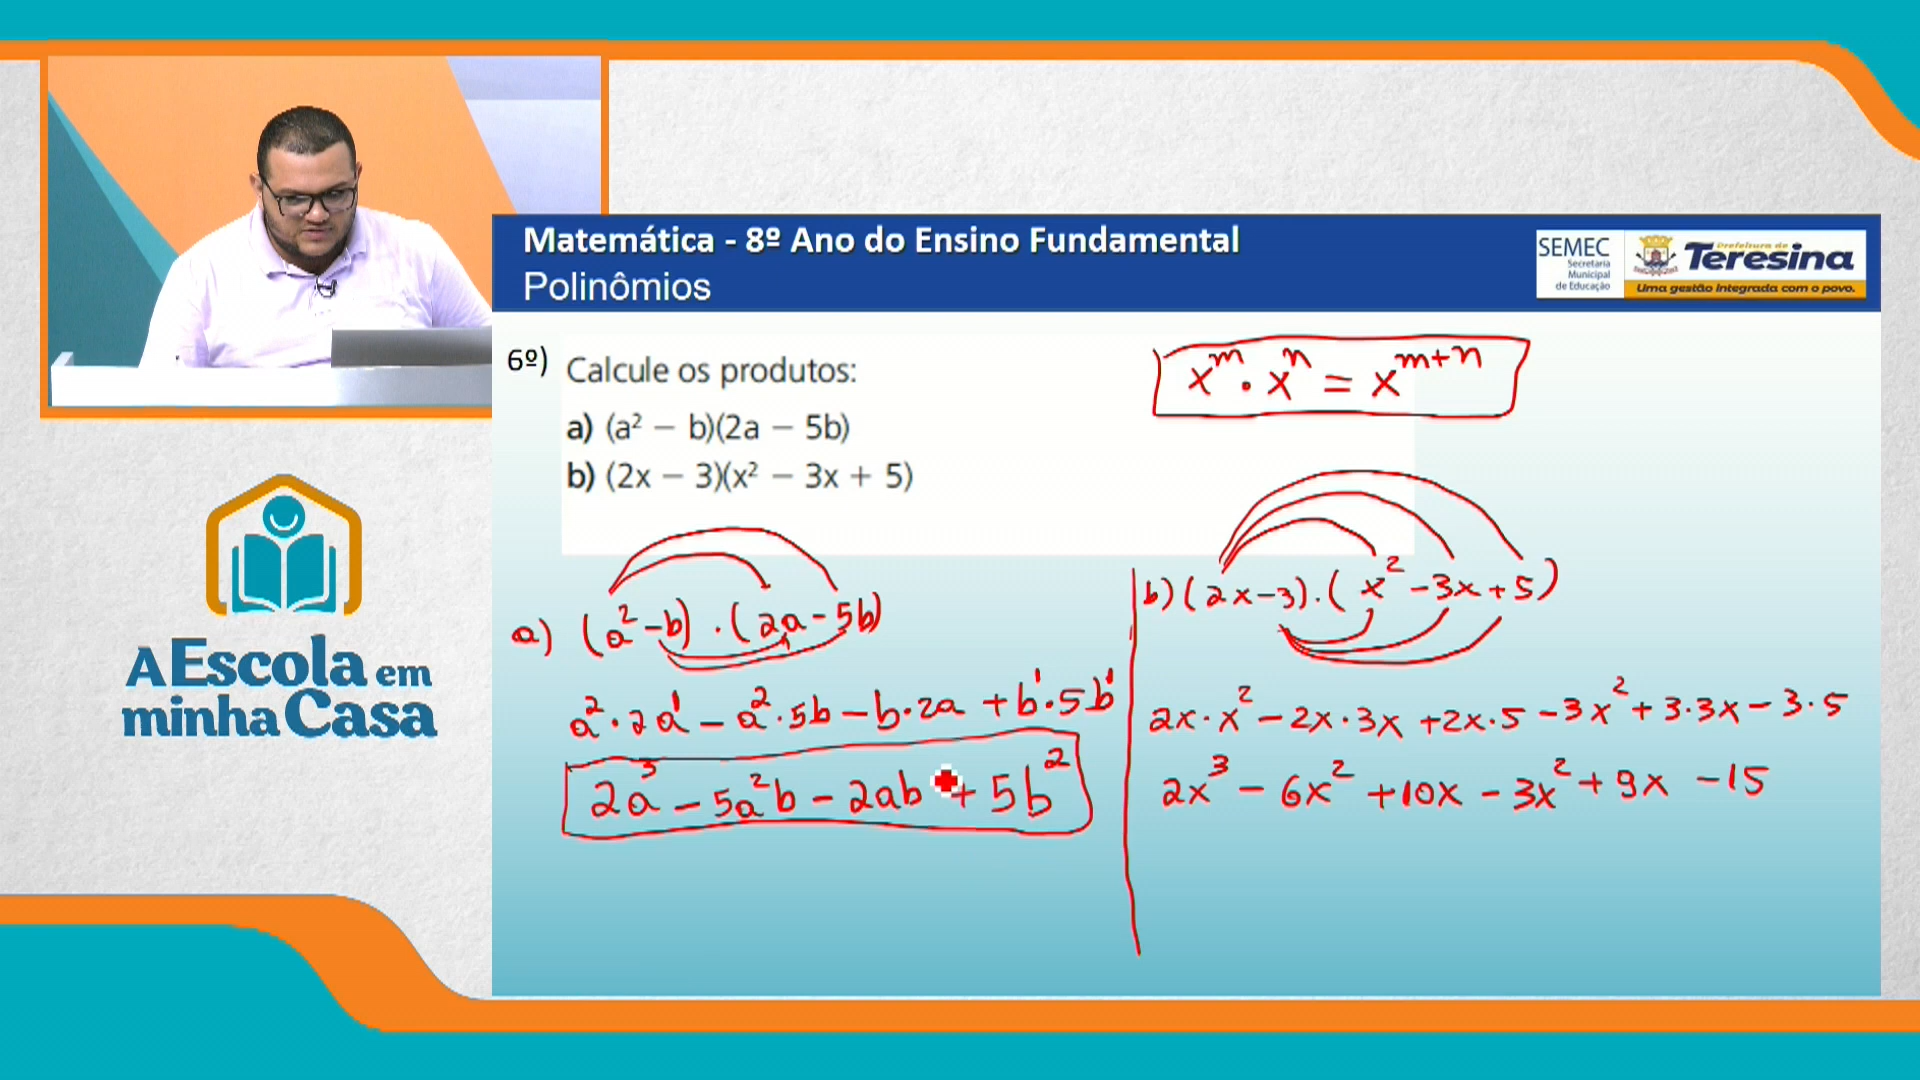 Matemática - 8º Ano do Ensino Fundamental
Polinômios
SEMEC
Secretaria
Municipal
de Educação
Prefeitura de
Teresina
Uma gestão integrada com o povo.
6º) Calcule os produtos:
a) (a² − b)(2a − 5b)
b) (2x − 3)(x² − 3x + 5)
x^m · x^n = x^(m+n)
a) (a² - b) · (2a - 5b)
a² · 2a¹ - a² · 5b - b · 2a + b¹ · 5b¹
2a³ - 5a²b - 2ab + 5b²
b) (2x - 3) · (x² - 3x + 5)
2x · x² - 2x · 3x + 2x · 5 - 3x² + 3 · 3x - 3 · 5
2x³ - 6x² + 10x - 3x² + 9x - 15
A Escola em
minha Casa